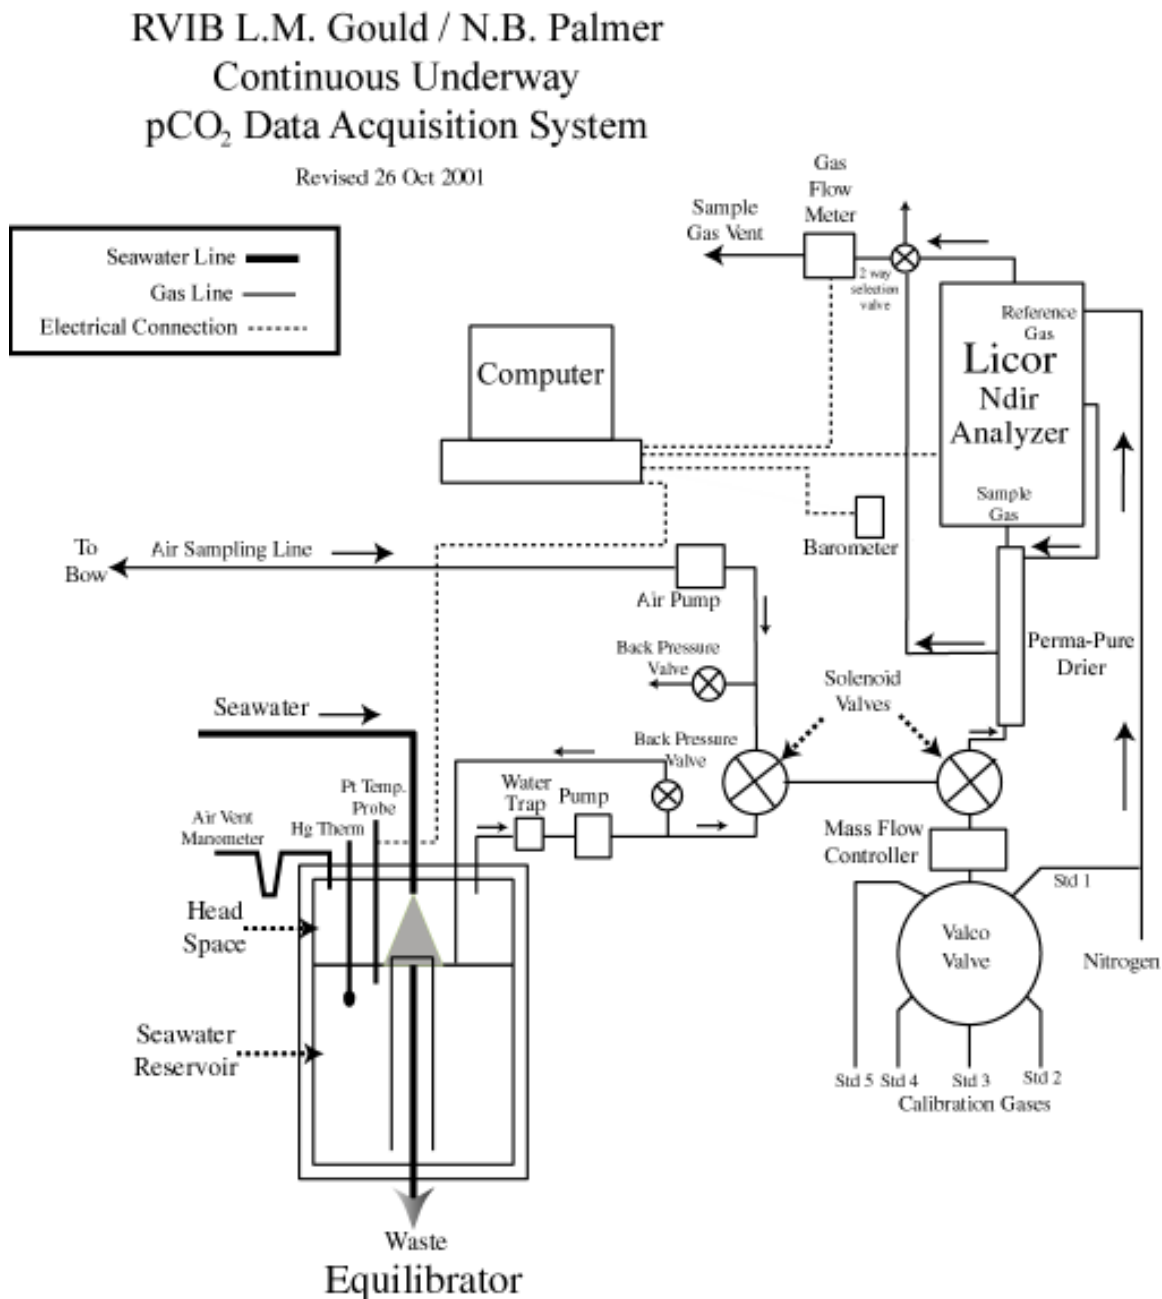 RVIB L.M. Gould / N.B. Palmer
Continuous Underway
pCO₂ Data Acquisition System
Revised 26 Oct 2001
Seawater Line
Gas Line
Electrical Connection
Gas
Flow
Meter
Sample
Gas Vent
2 way
selection
valve
Reference
Gas
Licor
Ndir
Analyzer
Sample
Gas
Computer
Barometer
To
Bow
Air Sampling Line
Air Pump
Back Pressure
Valve
Solenoid
Valves
Perma-Pure
Drier
Seawater
Back Pressure
Valve
Water
Trap
Pump
Pt Temp.
Probe
Hg Therm
Air Vent
Manometer
Mass Flow
Controller
Std 1
Head
Space
Valco
Valve
Nitrogen
Seawater
Reservoir
Std 5
Std 4
Std 3
Std 2
Calibration Gases
Waste
Equilibrator